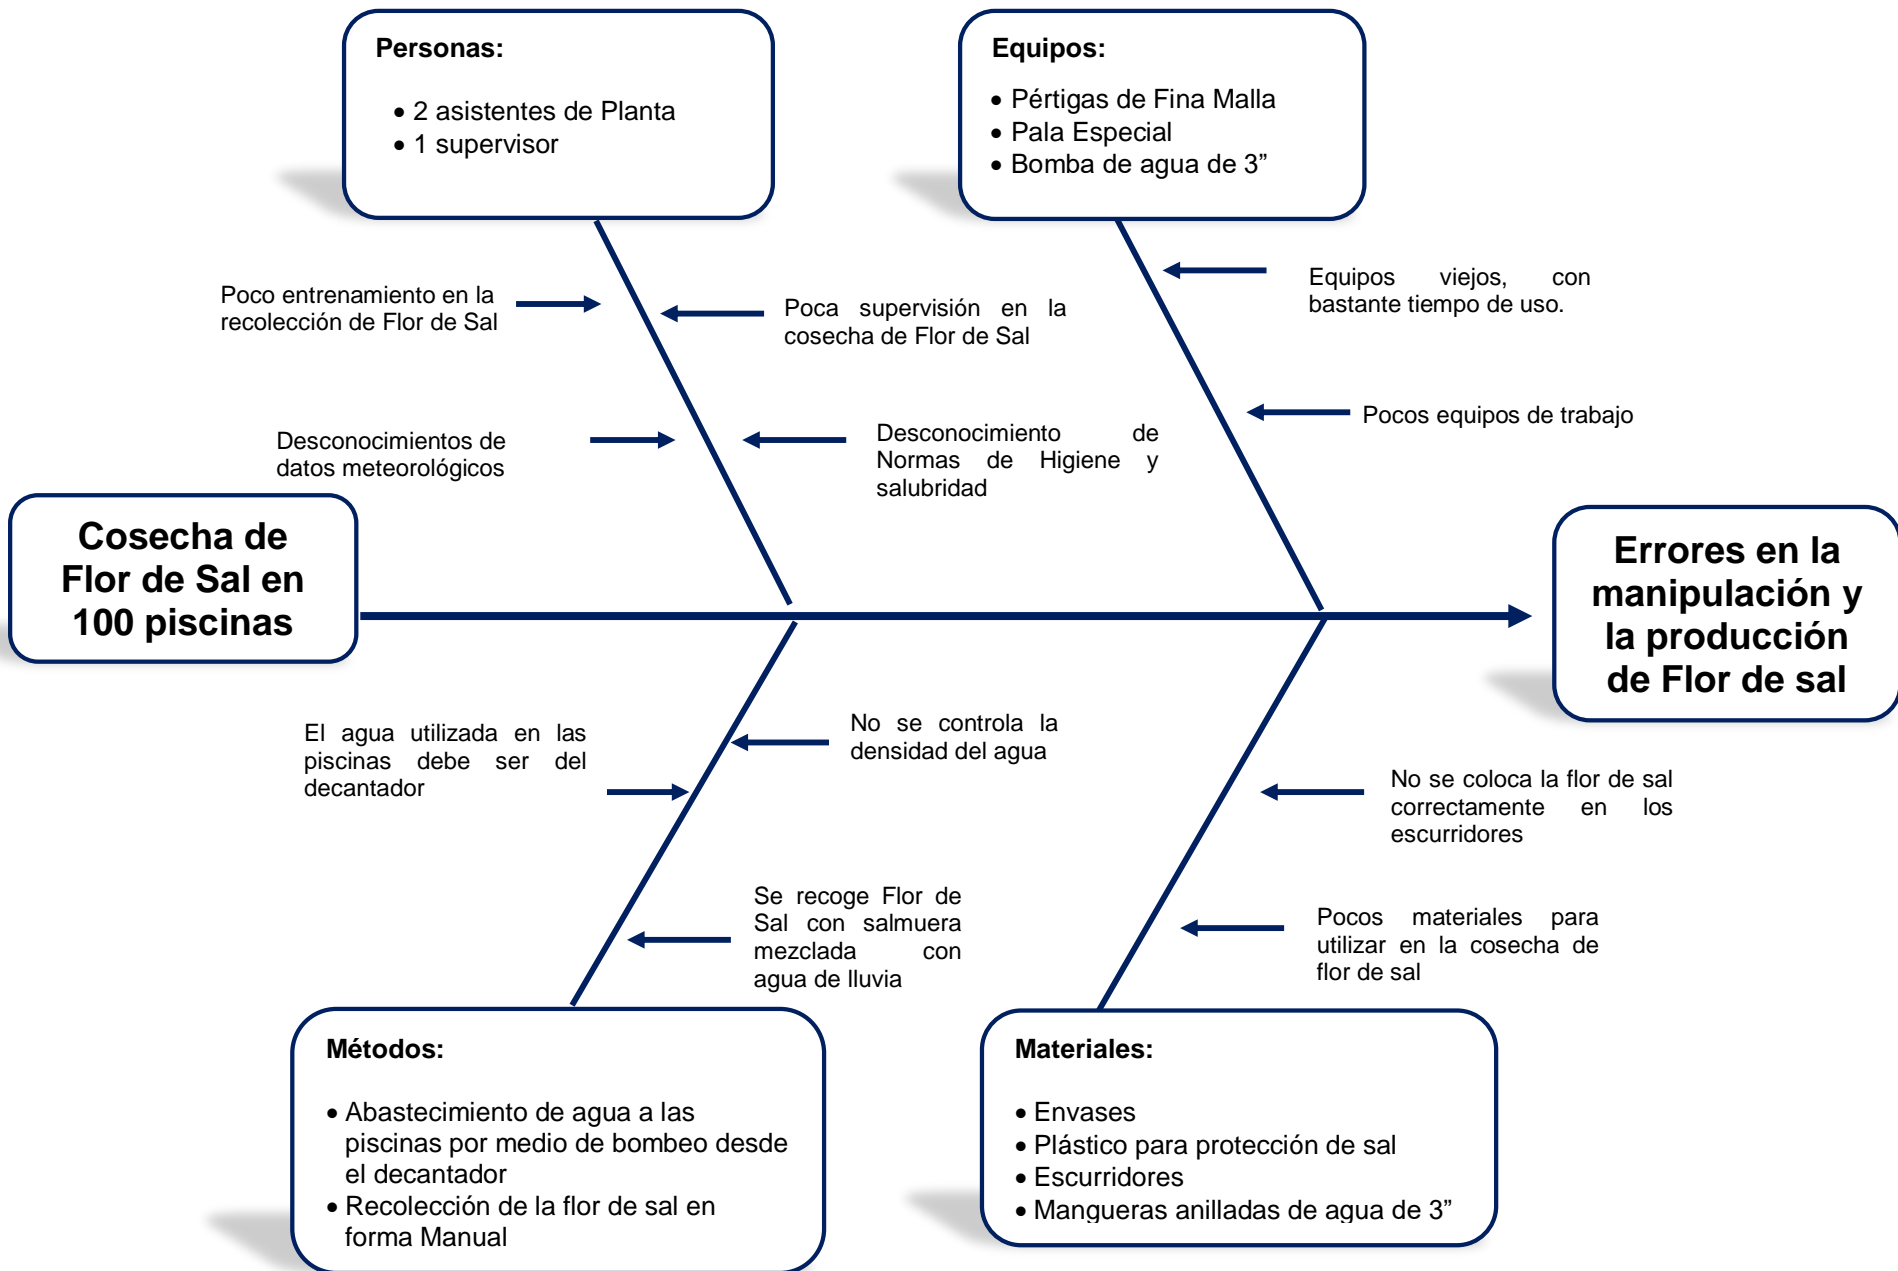 Personas:
• 2 asistentes de Planta
• 1 supervisor
Equipos:
• Pértigas de Fina Malla
• Pala Especial
• Bomba de agua de 3”
Poco entrenamiento en la
recolección de Flor de Sal
Poca supervisión en la
cosecha de Flor de Sal
Equipos viejos, con
bastante tiempo de uso.
Desconocimientos de
datos meteorológicos
Desconocimiento de
Normas de Higiene y
salubridad
Pocos equipos de trabajo
Cosecha de
Flor de Sal en
100 piscinas
Errores en la
manipulación y
la producción
de Flor de sal
El agua utilizada en las
piscinas debe ser del
decantador
No se controla la
densidad del agua
No se coloca la flor de sal
correctamente en los
escurridores
Se recoge Flor de
Sal con salmuera
mezclada con
agua de lluvia
Pocos materiales para
utilizar en la cosecha de
flor de sal
Métodos:
• Abastecimiento de agua a las
piscinas por medio de bombeo desde
el decantador
• Recolección de la flor de sal en
forma Manual
Materiales:
• Envases
• Plástico para protección de sal
• Escurridores
• Mangueras anilladas de agua de 3”